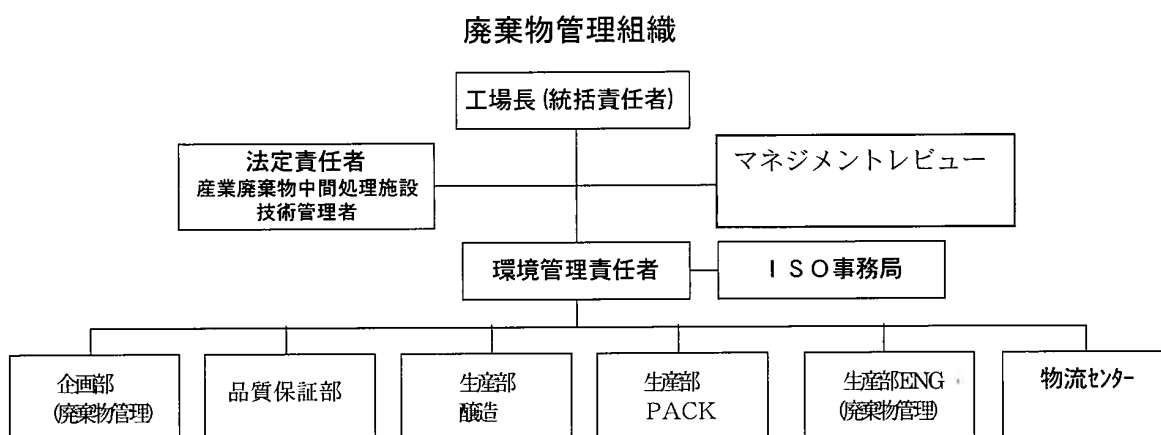 廃棄物管理組織
工場長 (統括責任者)
法定責任者
産業廃棄物中間処理施設
技術管理者
マネジメントレビュー
環境管理責任者
ＩＳＯ事務局
企画部
(廃棄物管理)
品質保証部
生産部
醸造
生産部
PACK
生産部ENG
(廃棄物管理)
物流ｾﾝﾀｰ